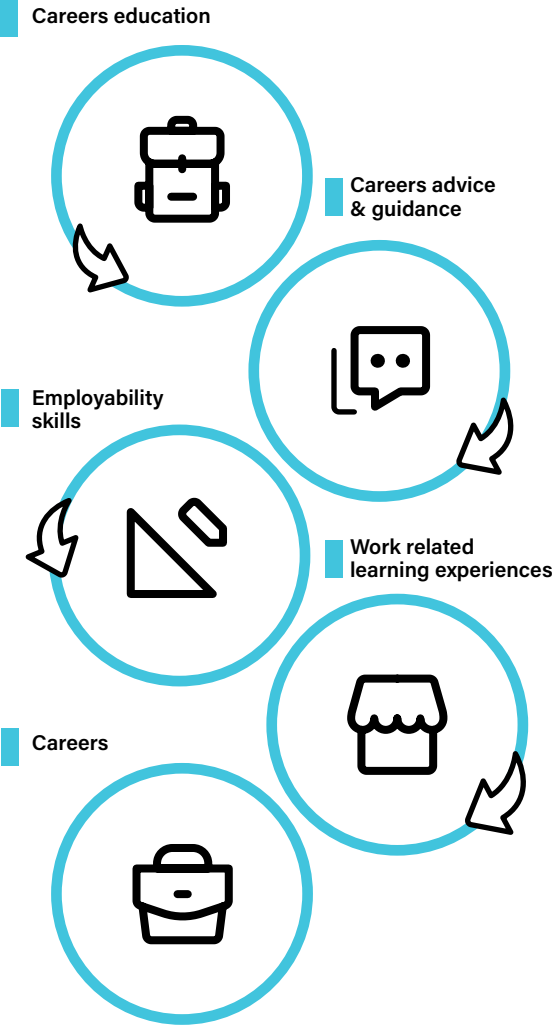 Careers education
Careers advice
& guidance
Employability
skills
Work related
learning experiences
Careers